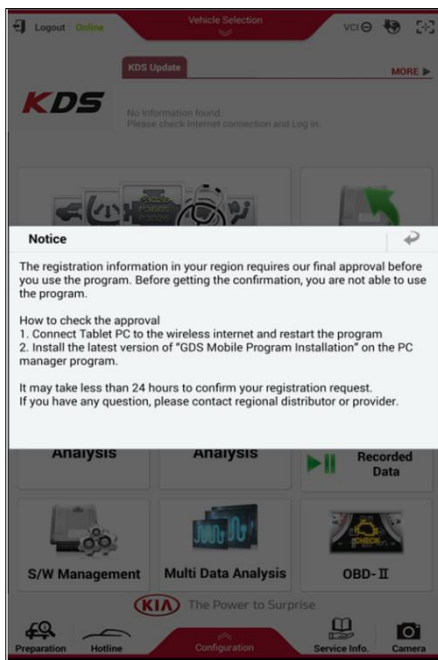 Logout Online
Vehicle Selection
VCI
KDS Update
MORE
KDS
No Information found
Please check Internet connection and Log in.
Notice
The registration information in your region requires our final approval before
you use the program. Before getting the confirmation, you are not able to use
the program.
How to check the approval
1. Connect Tablet PC to the wireless internet and restart the program
2. Install the latest version of "GDS Mobile Program Installation" on the PC
manager program.
It may take less than 24 hours to confirm your registration request.
If you have any question, please contact regional distributor or provider.
Analysis
Analysis
Recorded
Data
CHECK
S/W Management
Multi Data Analysis
OBD-II
KIA The Power to Surprise
Preparation
Hotline
Configuration
Service Info.
Camera